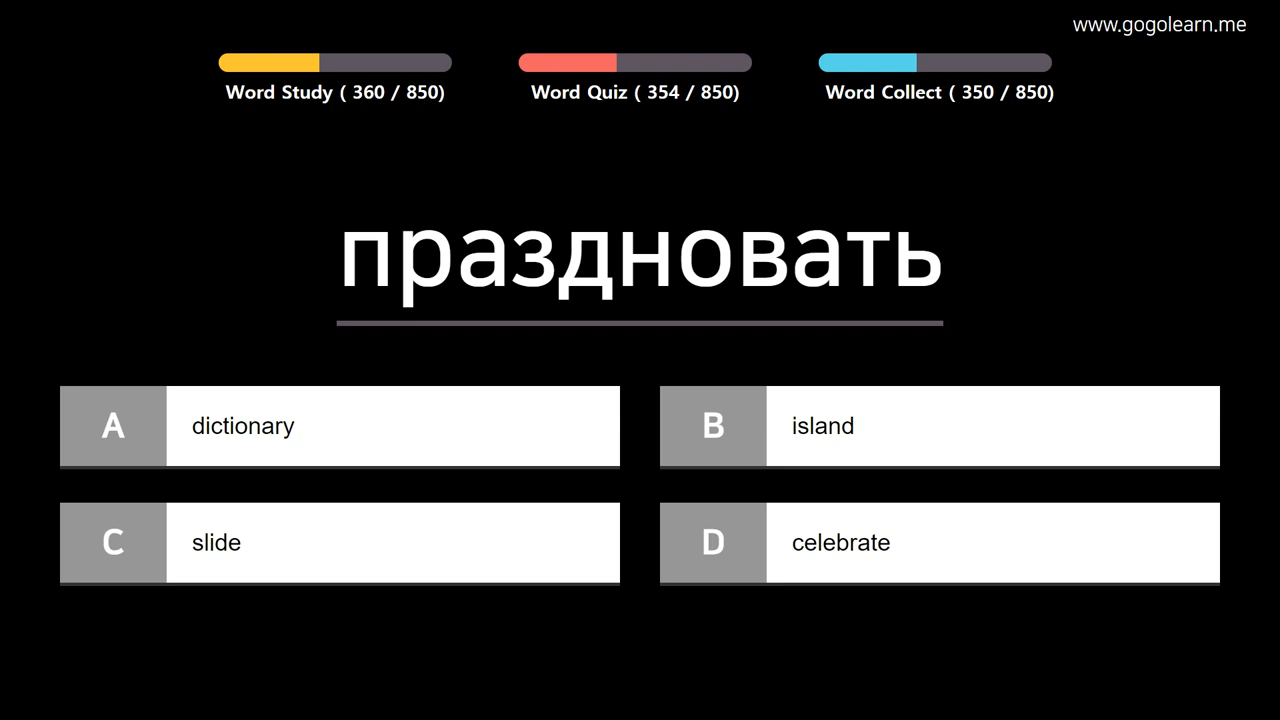 www.gogolearn.me
Word Study ( 360 / 850)
Word Quiz ( 354 / 850)
Word Collect ( 350 / 850)
праздновать
A dictionary
B island
C slide
D celebrate